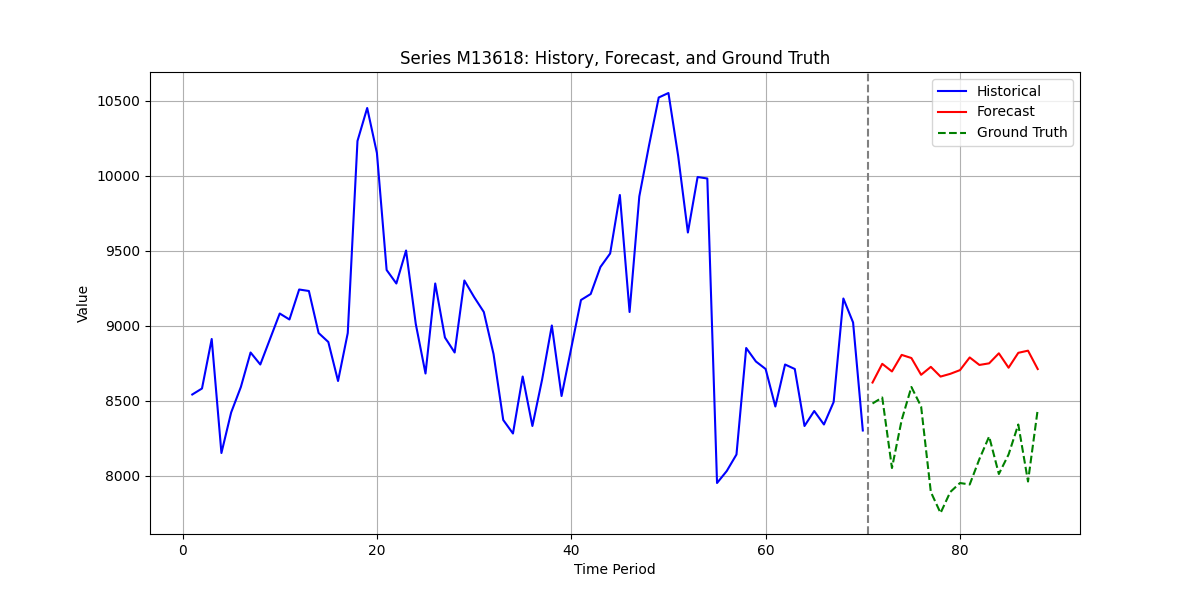 Series M13618: History, Forecast, and Ground Truth
Historical
Forecast
Ground Truth
10500
10000
9500
9000
8500
8000
Value
0 20 40 60 80
Time Period